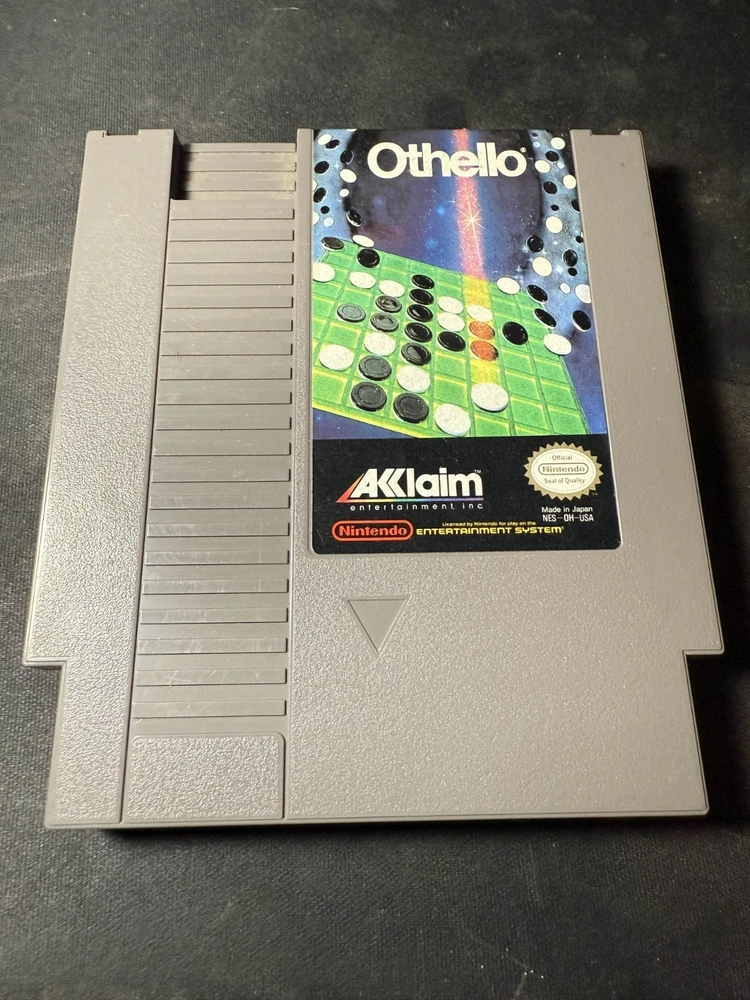 Othello®
AKKlaim™
entertainment, inc.
Official
Nintendo
Seal of Quality
Made in Japan
NES-OH-USA
Nintendo®
Licensed by Nintendo for play on the
ENTERTAINMENT SYSTEM®